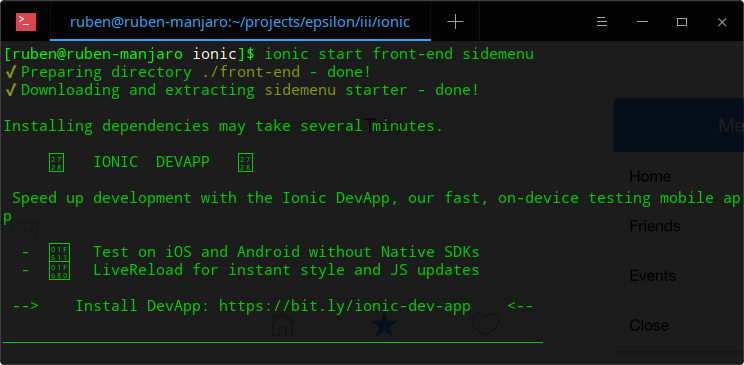 ruben@ruben-manjaro:~/projects/epsilon/iii/ionic
[ruben@ruben-manjaro ionic]$ ionic start front-end sidemenu
✓Preparing directory ./front-end - done!
✓Downloading and extracting sidemenu starter - done!
Installing dependencies may take several minutes.
IONIC DEVAPP
Speed up development with the Ionic DevApp, our fast, on-device testing mobile ap
p
- Test on iOS and Android without Native SDKs
- LiveReload for instant style and JS updates
--> Install DevApp: https://bit.ly/ionic-dev-app <--
Home
Friends
Events
Close